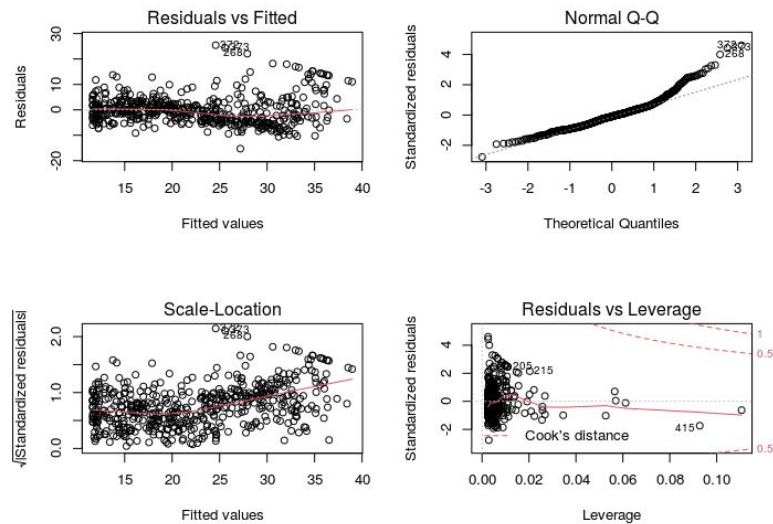 Residuals vs Fitted
Residuals
30
10
0
-20
373
268
15 20 25 30 35 40
Fitted values
Normal Q-Q
Standardized residuals
4
2
0
-2
268
-3 -2 -1 0 1 2 3
Theoretical Quantiles
Scale-Location
√|Standardized residuals|
2.0
1.0
0.0
373
268
15 20 25 30 35 40
Fitted values
Residuals vs Leverage
Standardized residuals
4
2
0
-2
205
215
415
Cook's distance
1
0.5
0.5
0.00 0.02 0.04 0.06 0.08 0.10
Leverage